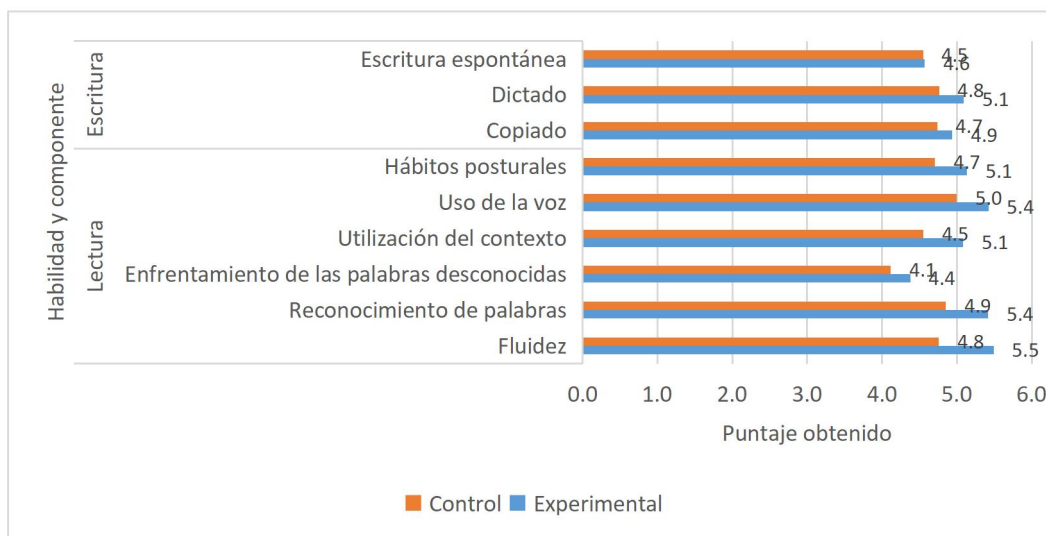 Habilidad y componente
Escritura
Escritura espontánea 4.5
4.6
Dictado 4.8
5.1
Copiado 4.7
4.9
Lectura
Hábitos posturales 4.7
5.1
Uso de la voz 5.0
5.4
Utilización del contexto 4.5
5.1
Enfrentamiento de las palabras desconocidas 4.1
4.4
Reconocimiento de palabras 4.9
5.4
Fluidez 4.8
5.5
0.0 1.0 2.0 3.0 4.0 5.0 6.0
Puntaje obtenido
Control Experimental